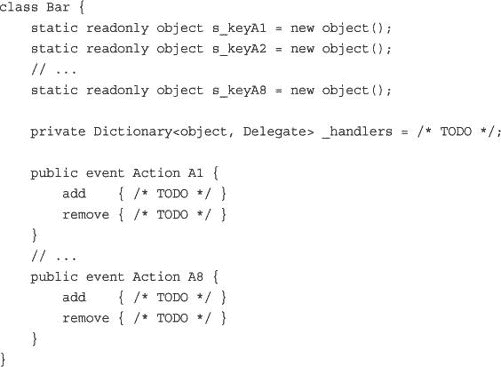 class Bar {
    static readonly object s_keyA1 = new object();
    static readonly object s_keyA2 = new object();
    // ...
    static readonly object s_keyA8 = new object();

    private Dictionary<object, Delegate> _handlers = /* TODO */;

    public event Action A1 {
        add    { /* TODO */ }
        remove { /* TODO */ }
    }
    // ...
    public event Action A8 {
        add    { /* TODO */ }
        remove { /* TODO */ }
    }
}